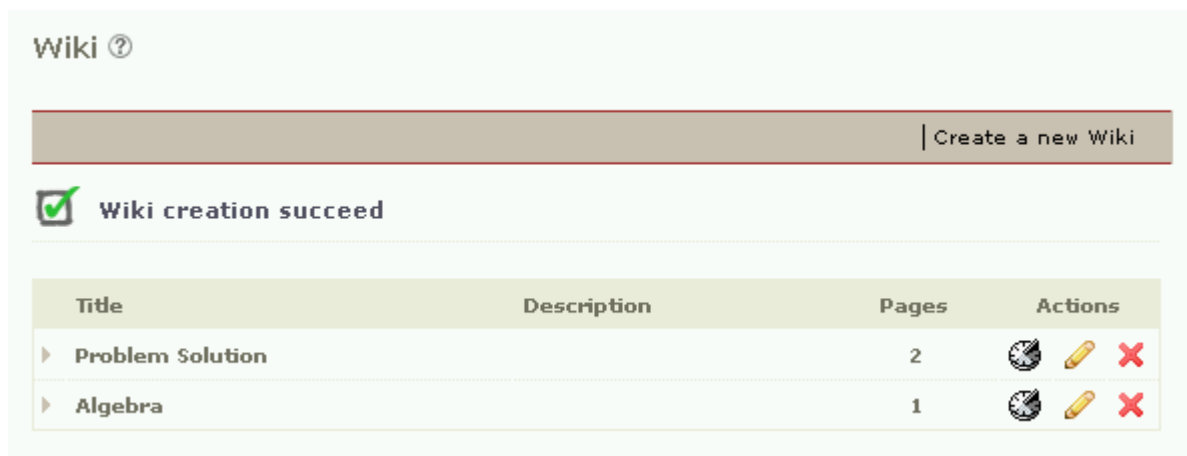 Wiki ?
Create a new Wiki
Wiki creation succeed
Title Description Pages Actions
Problem Solution 2
Algebra 1